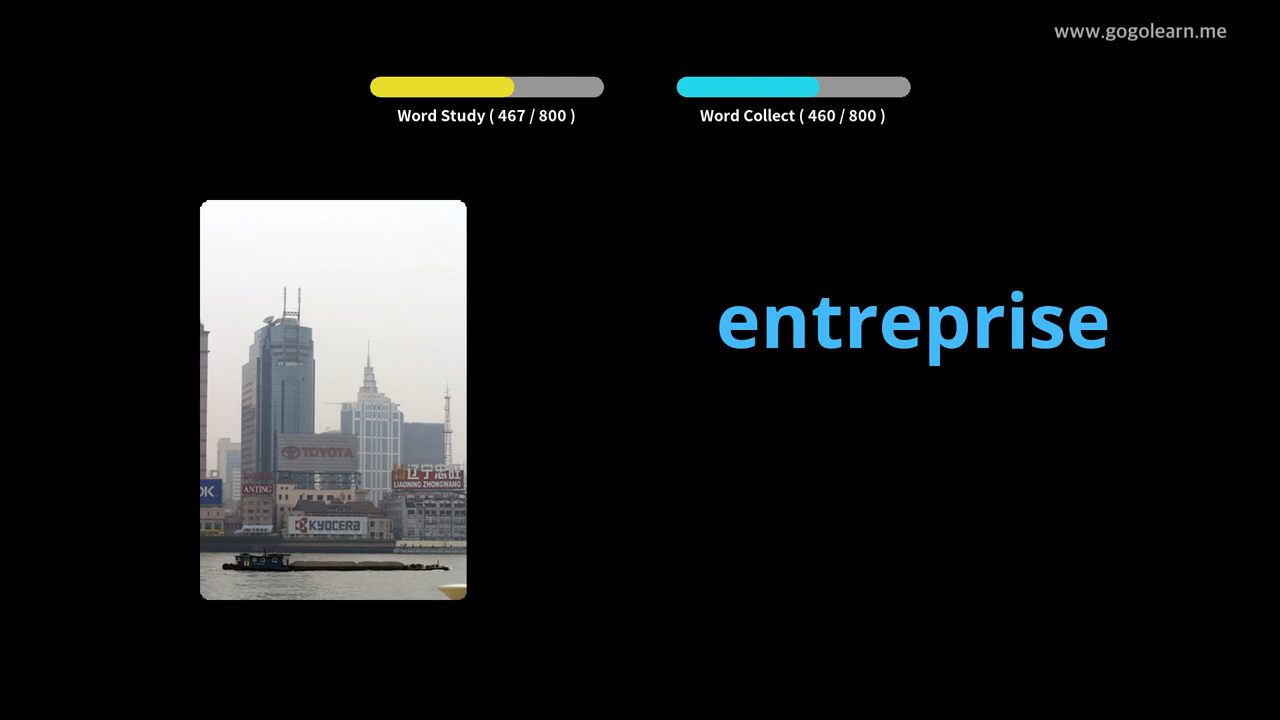 www.gogolearn.me
Word Study ( 467 / 800 )
Word Collect ( 460 / 800 )
entreprise
TOYOTA
辽宁忠旺
LIAONING ZHONGWANG
ANTING
KYOCERA